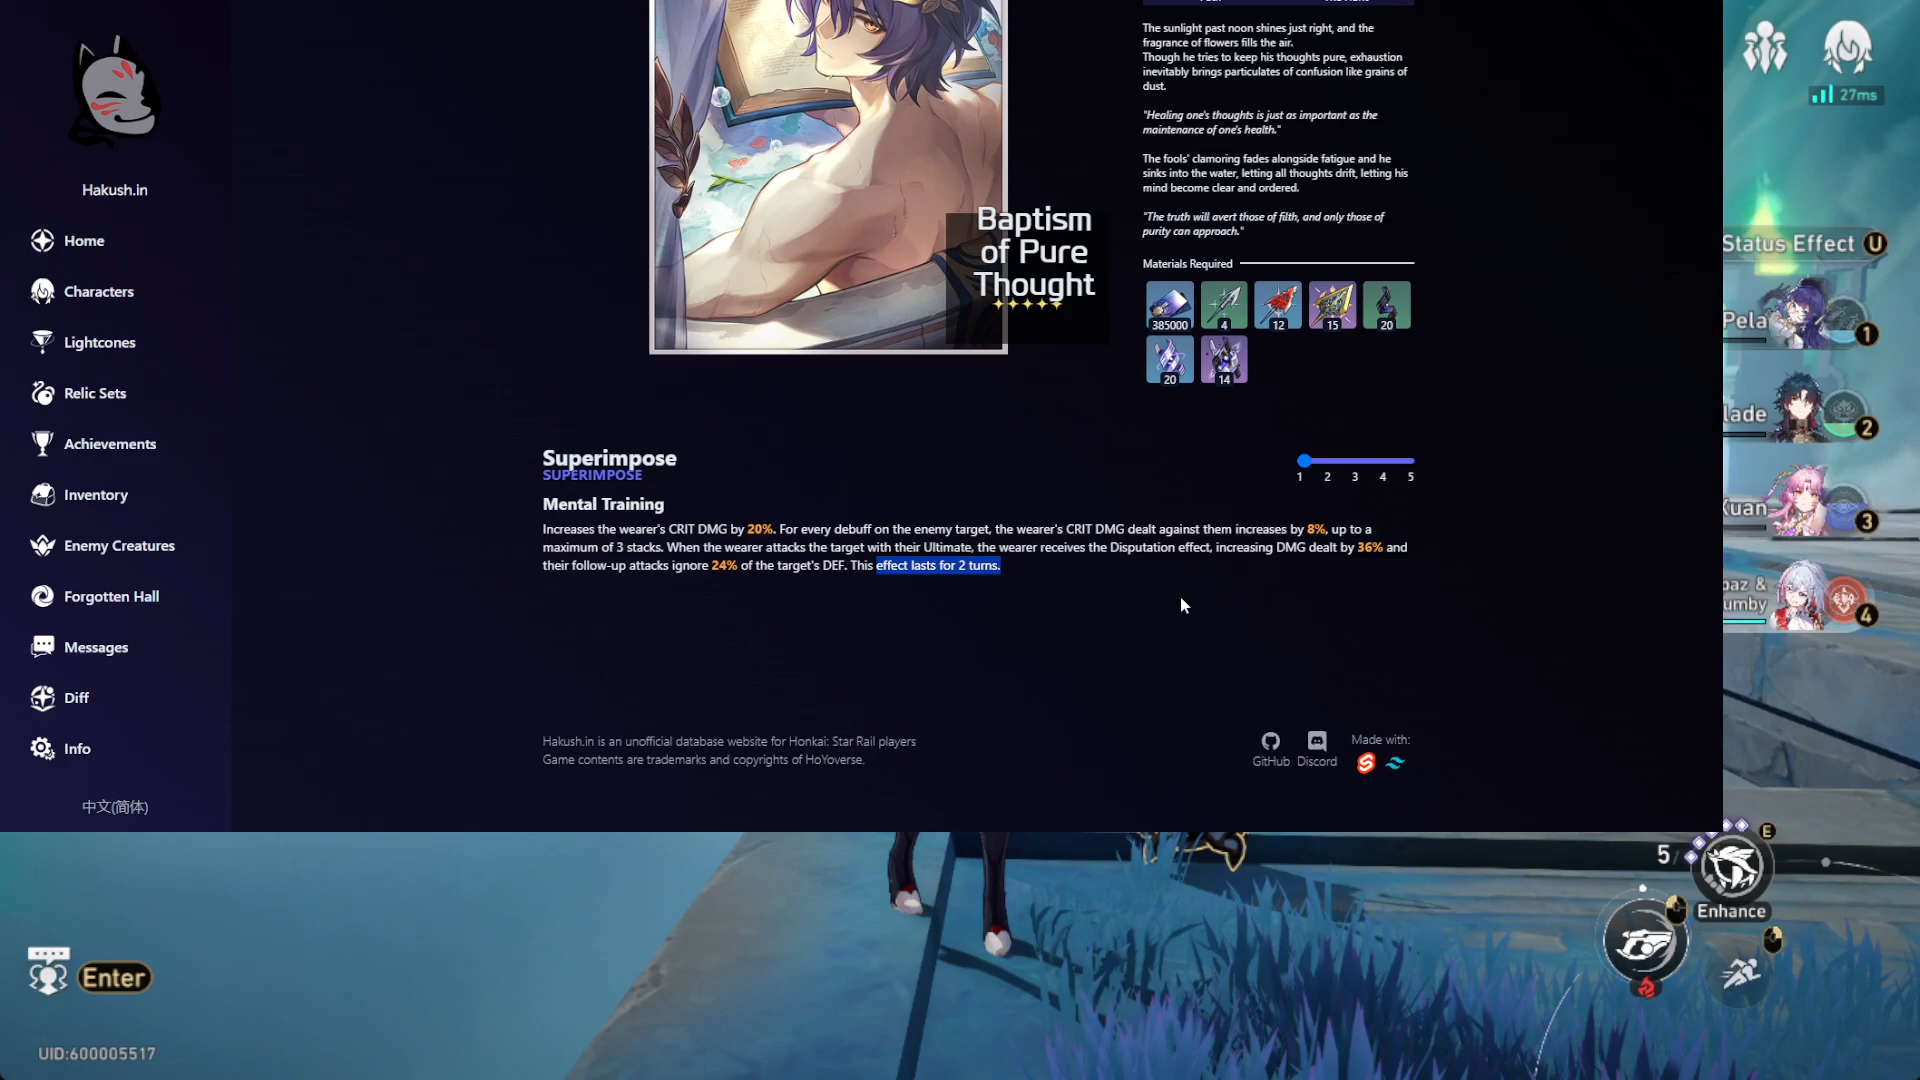 Hakush.in
Home
Characters
Lightcones
Relic Sets
Achievements
Inventory
Enemy Creatures
Forgotten Hall
Messages
Diff
Info
中文(简体)
Baptism
of Pure
Thought
The sunlight past noon shines just right, and the
fragrance of flowers fills the air.
Though he tries to keep his thoughts pure, exhaustion
inevitably brings particulates of confusion like grains of
dust.
"Healing one's thoughts is just as important as the
maintenance of one's health."
The fools' clamoring fades alongside fatigue and he
sinks into the water, letting all thoughts drift, letting his
mind become clear and ordered.
"The truth will avert those of filth, and only those of
purity can approach."
Materials Required
385000
4
12
15
20
20
14
Superimpose
SUPERIMPOSE
1 2 3 4 5
Mental Training
Increases the wearer's CRIT DMG by 20%. For every debuff on the enemy target, the wearer's CRIT DMG dealt against them increases by 8%, up to a
maximum of 3 stacks. When the wearer attacks the target with their Ultimate, the wearer receives the Disputation effect, increasing DMG dealt by 36% and
their follow-up attacks ignore 24% of the target's DEF. This effect lasts for 2 turns.
Hakush.in is an unofficial database website for Honkai: Star Rail players
Game contents are trademarks and copyrights of HoYoverse.
GitHub
Discord
Made with:
27ms
Status Effect U
Pela
1
lade
2
Xuan
3
paz &
umby
4
5/
E
Enhance
Enter
UID:600005517